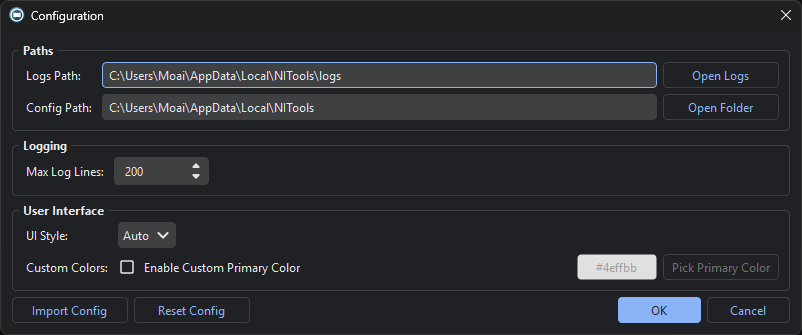 Configuration
Paths
Logs Path: C:\Users\Moai\AppData\Local\NITools\logs Open Logs
Config Path: C:\Users\Moai\AppData\Local\NITools Open Folder
Logging
Max Log Lines: 200
User Interface
UI Style: Auto
Custom Colors: Enable Custom Primary Color #4effbb Pick Primary Color
Import Config Reset Config OK Cancel